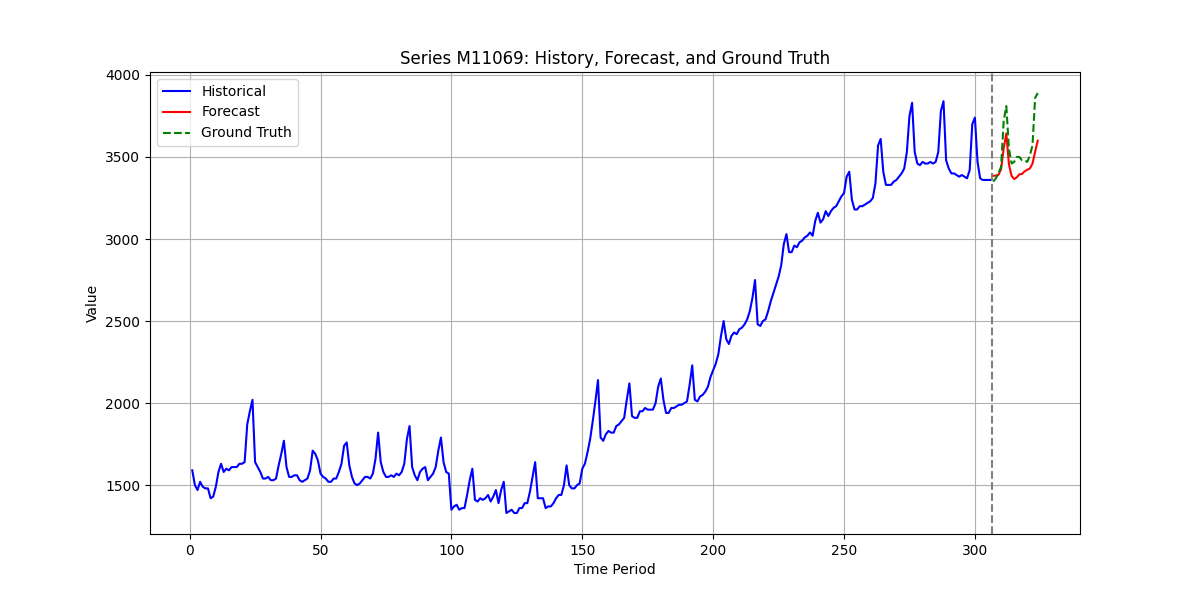 Series M11069: History, Forecast, and Ground Truth
Historical
Forecast
Ground Truth
Value
4000
3500
3000
2500
2000
1500
0 50 100 150 200 250 300
Time Period